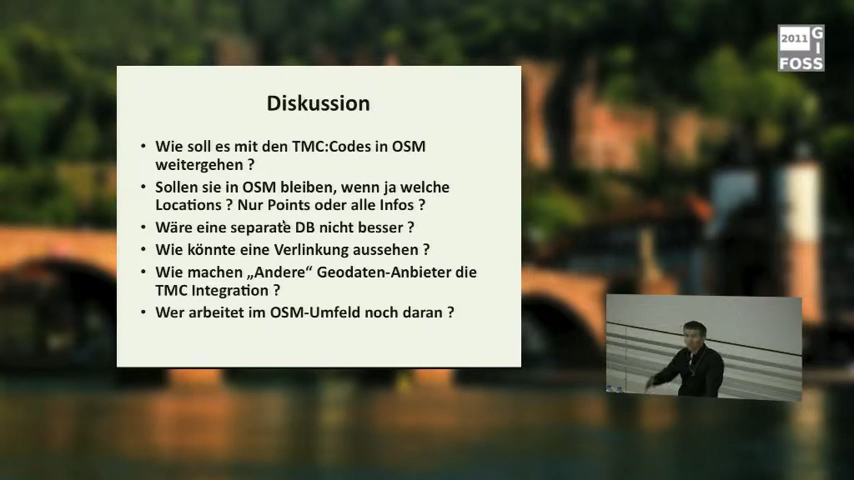 2011
GI
FOSS
Diskussion
• Wie soll es mit den TMC:Codes in OSM
weitergehen ?
• Sollen sie in OSM bleiben, wenn ja welche
Locations ? Nur Points oder alle Infos ?
• Wäre eine separate DB nicht besser ?
• Wie könnte eine Verlinkung aussehen ?
• Wie machen „Andere“ Geodaten-Anbieter die
TMC Integration ?
• Wer arbeitet im OSM-Umfeld noch daran ?